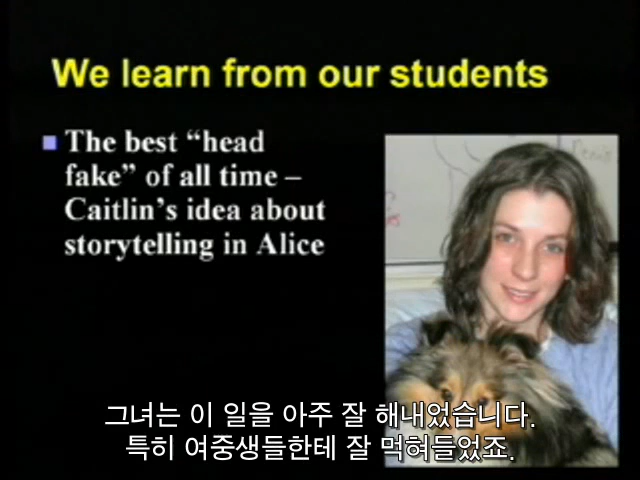 We learn from our students
The best “head
fake” of all time –
Caitlin’s idea about
storytelling in Alice
그녀는 이 일을 아주 잘 해내었습니다.
특히 여중생들한테 잘 먹혀들었죠.